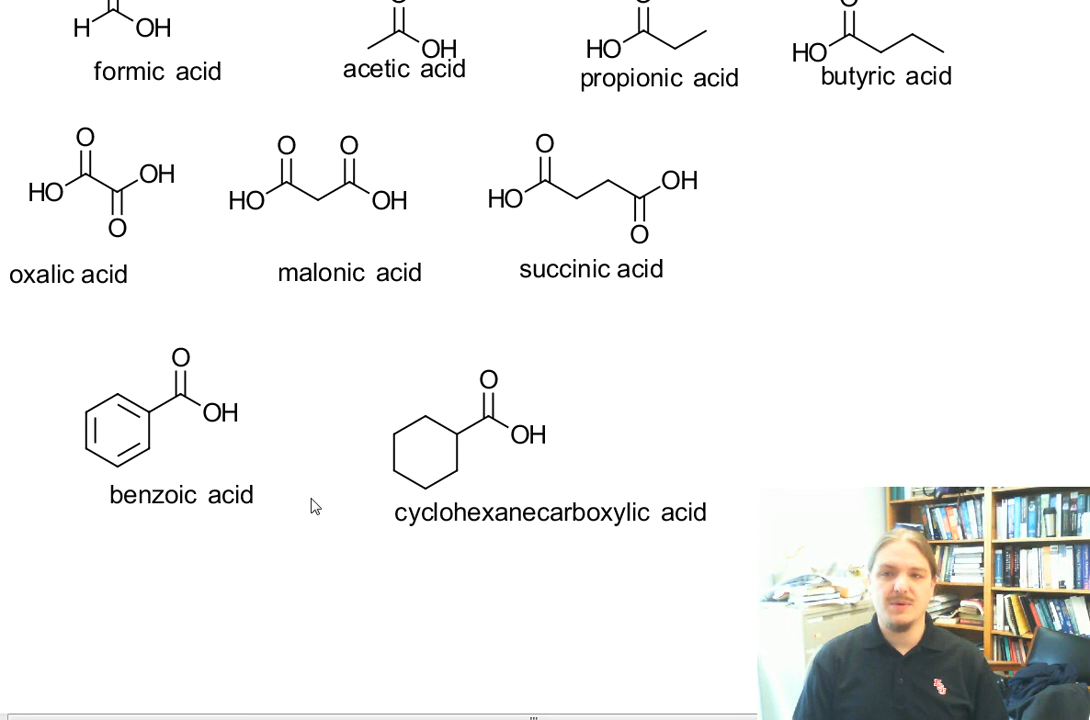 O O O O
H OH OH HO HO
formic acid acetic acid propionic acid butyric acid
O O O O
HO OH HO OH HO OH
O O
oxalic acid malonic acid succinic acid
O O
OH OH
benzoic acid cyclohexanecarboxylic acid